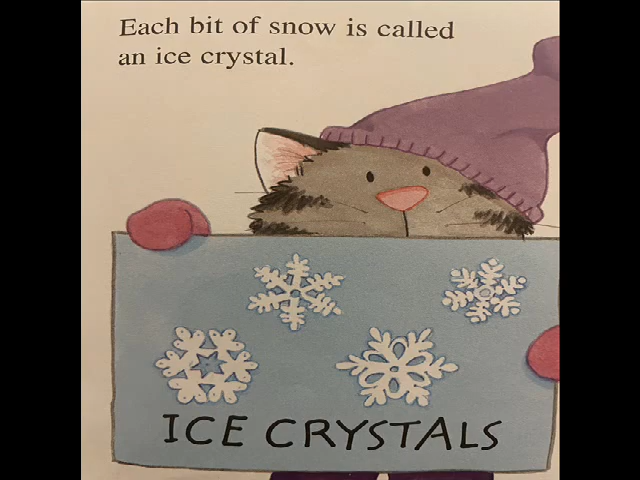 Each bit of snow is called
an ice crystal.
ICE CRYSTALS